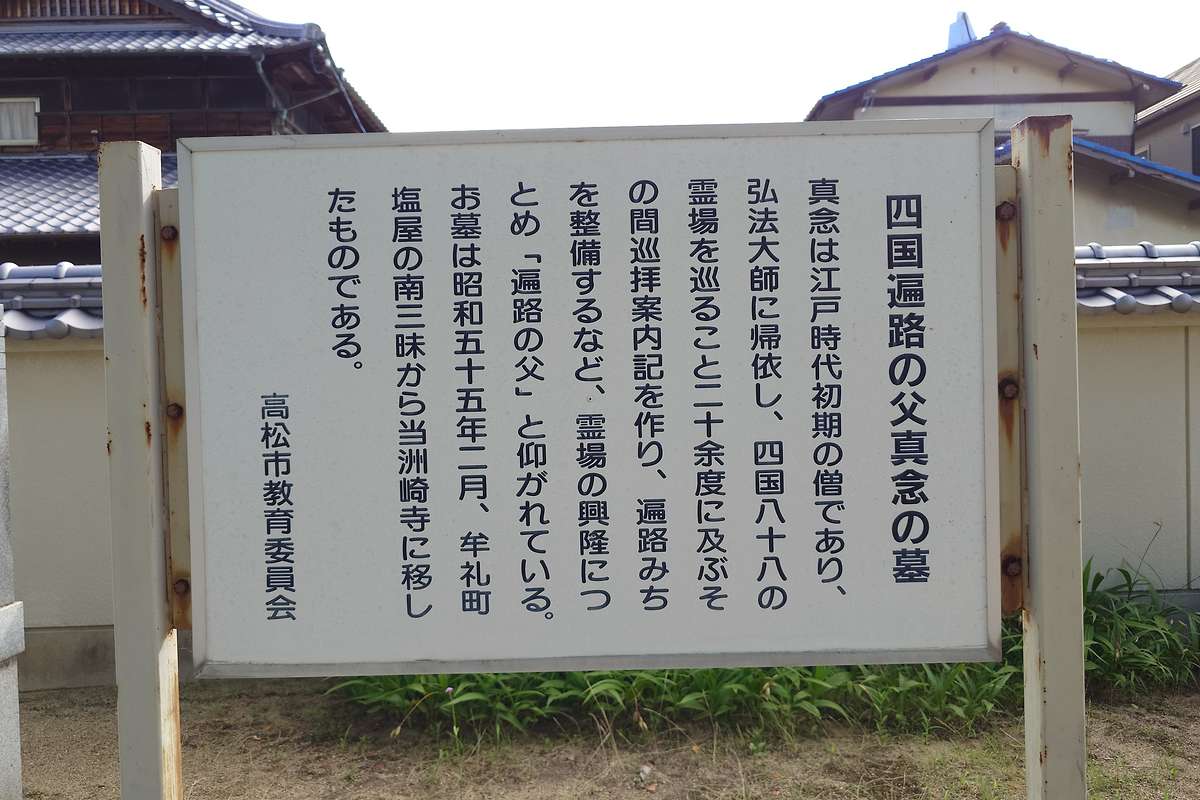 四国遍路の父真念の墓
真念は江戸時代初期の僧であり、
弘法大師に帰依し、四国八十八の
霊場を巡ること二十余度に及ぶそ
の間巡拝案内記を作り、遍路みち
を整備するなど、霊場の興隆につ
とめ「遍路の父」と仰がれている。
お墓は昭和五十五年二月、牟礼町
塩屋の南三昧から当洲崎寺に移し
たものである。
高松市教育委員会